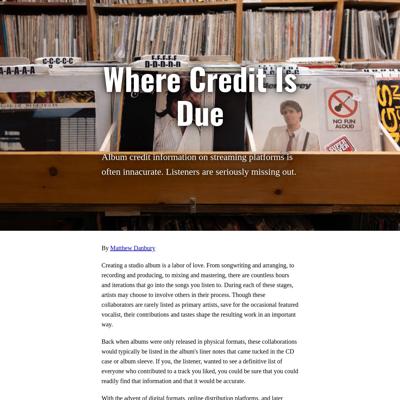 C-C-C-C-C
F-F-F-F-F
A-A-A-A
D-D-D-D-D
Where Credit Is
Due
NO FUN
ALOUD
SUPER
Album credit information on streaming platforms is
often innacurate. Listeners are seriously missing out.
By Matthew Danbury
Creating a studio album is a labor of love. From songwriting and arranging, to
recording and producing, to mixing and mastering, there are countless hours
and iterations that go into the songs you listen to. During each of these stages,
artists may choose to involve others in their process. Though these
collaborators are rarely listed as primary artists, save for the occasional featured
vocalist, their contributions and tastes shape the resulting work in an important
way.
Back when albums were only released in physical formats, these collaborations
would typically be listed in the album's liner notes that came tucked in the CD
case or album sleeve. If you, the listener, wanted to see a definitive list of
everyone who contributed to a track you liked, you could be sure that you could
readily find that information and that it would be accurate.
With the advent of digital formats, online distribution platforms, and later